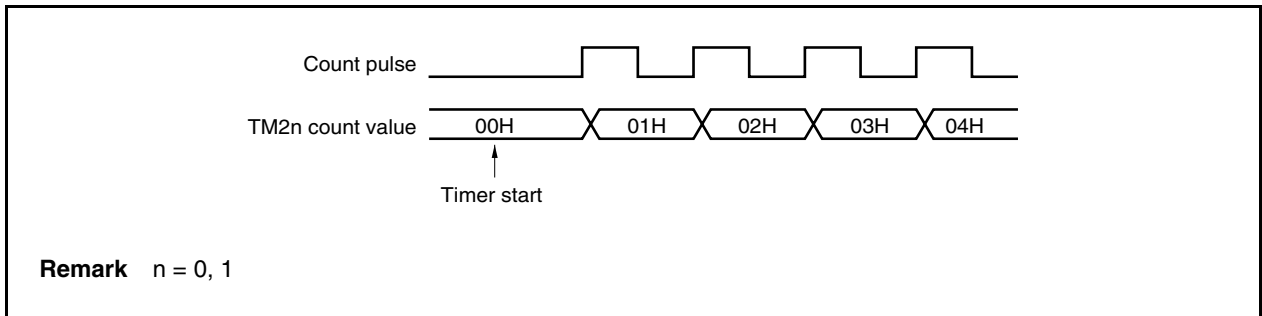 Count pulse
TM2n count value 00H 01H 02H 03H 04H
Timer start
Remark n = 0, 1